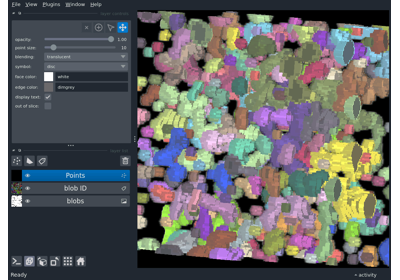 File View Plugins Window Help
opacity: 1.00
point size: 10
blending: translucent
symbol: disc
face color: white
edge color: dimgrey
display text: ✓
out of slice:
Points
blob ID
blobs
Ready
activity